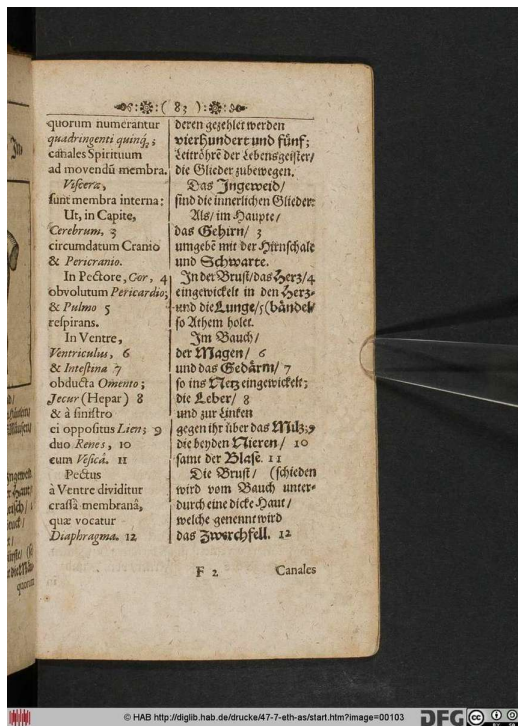 :( 83 ):
quorum numerantur
quadringenti quinq́;
canales Spirituum
ad movendū membra.
Viscera,
sunt membra interna:
Ut, in Capite,
Cerebrum, 3
circumdatum Cranio
& Pericranio.
In Pectore, Cor, 4
obvolutum Pericardio;
& Pulmo 5
respirans.
In Ventre,
Ventriculus, 6
& Intestina 7
obducta Omento;
Jecur (Hepar) 8
& à sinistro
ei oppositus Lien; 9
duo Renes, 10
cum Vesicâ. 11
Pectus
à Ventre dividitur
crassâ membranâ,
quæ vocatur
Diaphragma. 12
deren gezehlet werden
vierhundert und fünf;
Leitröhrē der Lebensgeister/
die Glieder zubewegen.
Das Ingeweid/
sind die innerlichen Glieder:
Als/ im Haupte/
das Gehirn/ 3
umgebē mit der Hirnschale
und Schwarte.
In der Brust/ das Herz/ 4
eingewickelt in den Herz-
und die Lunge/ 5 (bändel/
so Athem holet.
Im Bauch/
der Magen/ 6
und das Gedärm/ 7
so ins Netz eingewickelt;
die Leber/ 8
und zur Linken
gegen ihr über das Milz; 9
die beyden Nieren/ 10
samt der Blase. 11
Die Brust/ (schieden
wird vom Bauch unter-
durch eine dicke Haut/
welche genennt wird
das Zwerchfell. 12
F 2
Canales
© HAB http://diglib.hab.de/drucke/47-7-eth-as/start.htm?image=00103
DFG